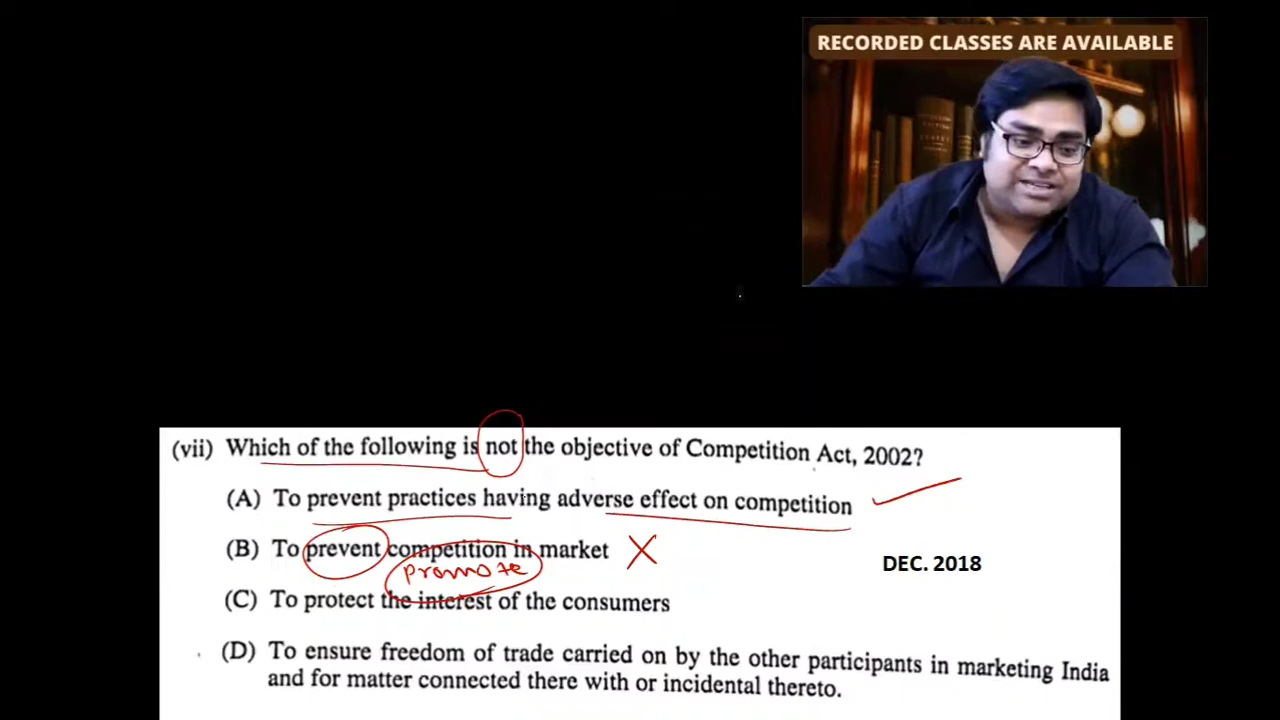 RECORDED CLASSES ARE AVAILABLE
(vii) Which of the following is not the objective of Competition Act, 2002?
(A) To prevent practices having adverse effect on competition
(B) To prevent competition in market
promote
DEC. 2018
(C) To protect the interest of the consumers
(D) To ensure freedom of trade carried on by the other participants in marketing India
and for matter connected there with or incidental thereto.